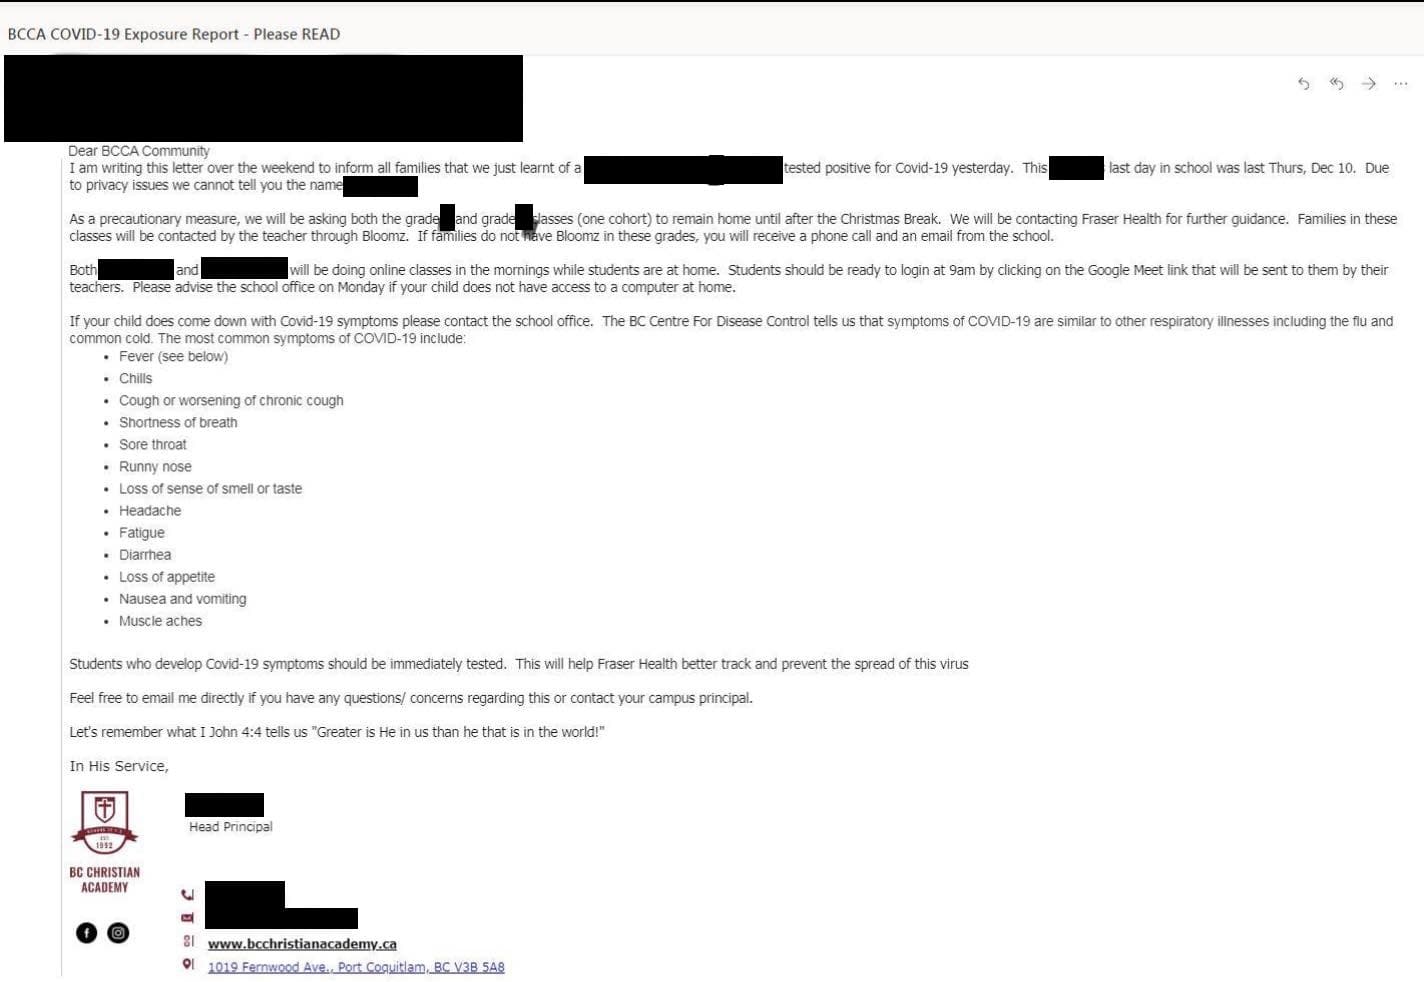 BCCA COVID-19 Exposure Report - Please READ
Dear BCCA Community
I am writing this letter over the weekend to inform all families that we just learnt of a tested positive for Covid-19 yesterday. This last day in school was last Thurs, Dec 10. Due
to privacy issues we cannot tell you the name
As a precautionary measure, we will be asking both the grade and grade classes (one cohort) to remain home until after the Christmas Break. We will be contacting Fraser Health for further guidance. Families in these
classes will be contacted by the teacher through Bloomz. If families do not have Bloomz in these grades, you will receive a phone call and an email from the school.
Both and will be doing online classes in the mornings while students are at home. Students should be ready to login at 9am by clicking on the Google Meet link that will be sent to them by their
teachers. Please advise the school office on Monday if your child does not have access to a computer at home.
If your child does come down with Covid-19 symptoms please contact the school office. The BC Centre For Disease Control tells us that symptoms of COVID-19 are similar to other respiratory illnesses including the flu and
common cold. The most common symptoms of COVID-19 include:
• Fever (see below)
• Chills
• Cough or worsening of chronic cough
• Shortness of breath
• Sore throat
• Runny nose
• Loss of sense of smell or taste
• Headache
• Fatigue
• Diarrhea
• Loss of appetite
• Nausea and vomiting
• Muscle aches
Students who develop Covid-19 symptoms should be immediately tested. This will help Fraser Health better track and prevent the spread of this virus
Feel free to email me directly if you have any questions/ concerns regarding this or contact your campus principal.
Let's remember what I John 4:4 tells us "Greater is He in us than he that is in the world!"
In His Service,
Head Principal
EST
1992
BC CHRISTIAN
ACADEMY
www.bcchristianacademy.ca
1019 Fernwood Ave., Port Coquitlam, BC V3B 5A8